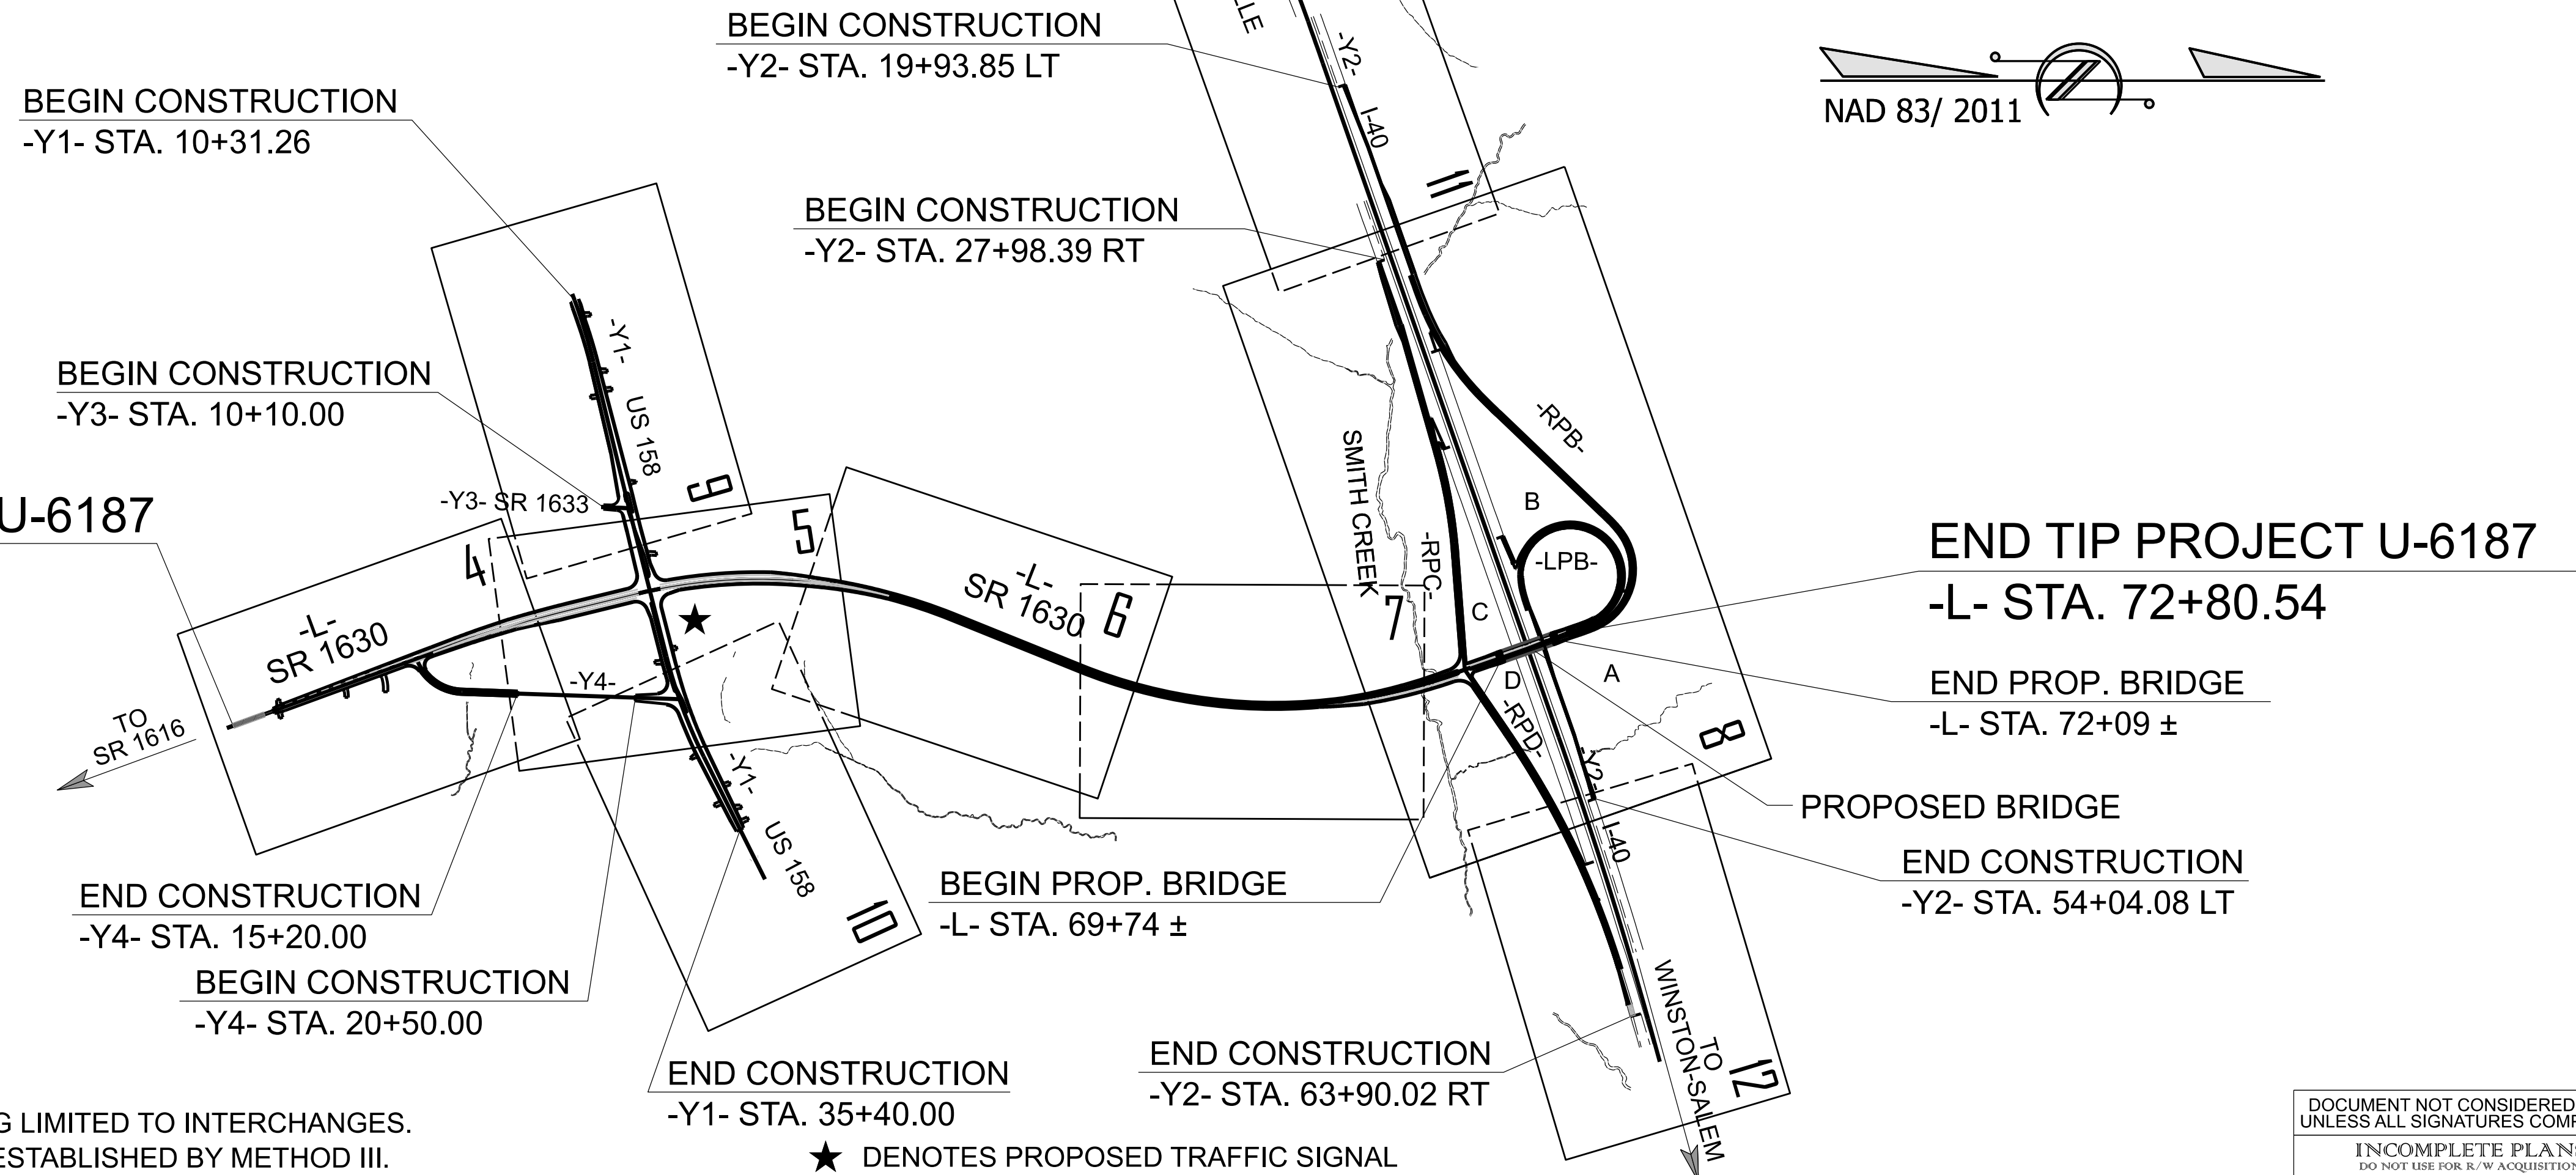 BEGIN CONSTRUCTION
-Y2- STA. 19+93.85 LT
LLE
-Y2-
I-40
NAD 83/ 2011
BEGIN CONSTRUCTION
-Y1- STA. 10+31.26
11
BEGIN CONSTRUCTION
-Y2- STA. 27+98.39 RT
-Y1-
US 158
9
BEGIN CONSTRUCTION
-Y3- STA. 10+10.00
-Y3- SR 1633
U-6187
4
5
-L-
SR 1630
-L-
SR 1630
6
7
SMITH CREEK
-RPC-
-RPB-
B
-LPB-
C
D
A
-RPD-
8
END TIP PROJECT U-6187
-L- STA. 72+80.54
END PROP. BRIDGE
-L- STA. 72+09 ±
PROPOSED BRIDGE
-Y2-
I-40
END CONSTRUCTION
-Y2- STA. 54+04.08 LT
TO
SR 1616
-Y4-
-Y1-
US 158
10
END CONSTRUCTION
-Y4- STA. 15+20.00
BEGIN CONSTRUCTION
-Y4- STA. 20+50.00
BEGIN PROP. BRIDGE
-L- STA. 69+74 ±
END CONSTRUCTION
-Y1- STA. 35+40.00
END CONSTRUCTION
-Y2- STA. 63+90.02 RT
TO
WINSTON-SALEM
12
G LIMITED TO INTERCHANGES.
ESTABLISHED BY METHOD III.
★ DENOTES PROPOSED TRAFFIC SIGNAL
DOCUMENT NOT CONSIDERED
UNLESS ALL SIGNATURES COMP
INCOMPLETE PLAN
DO NOT USE FOR R/W ACQUISITION